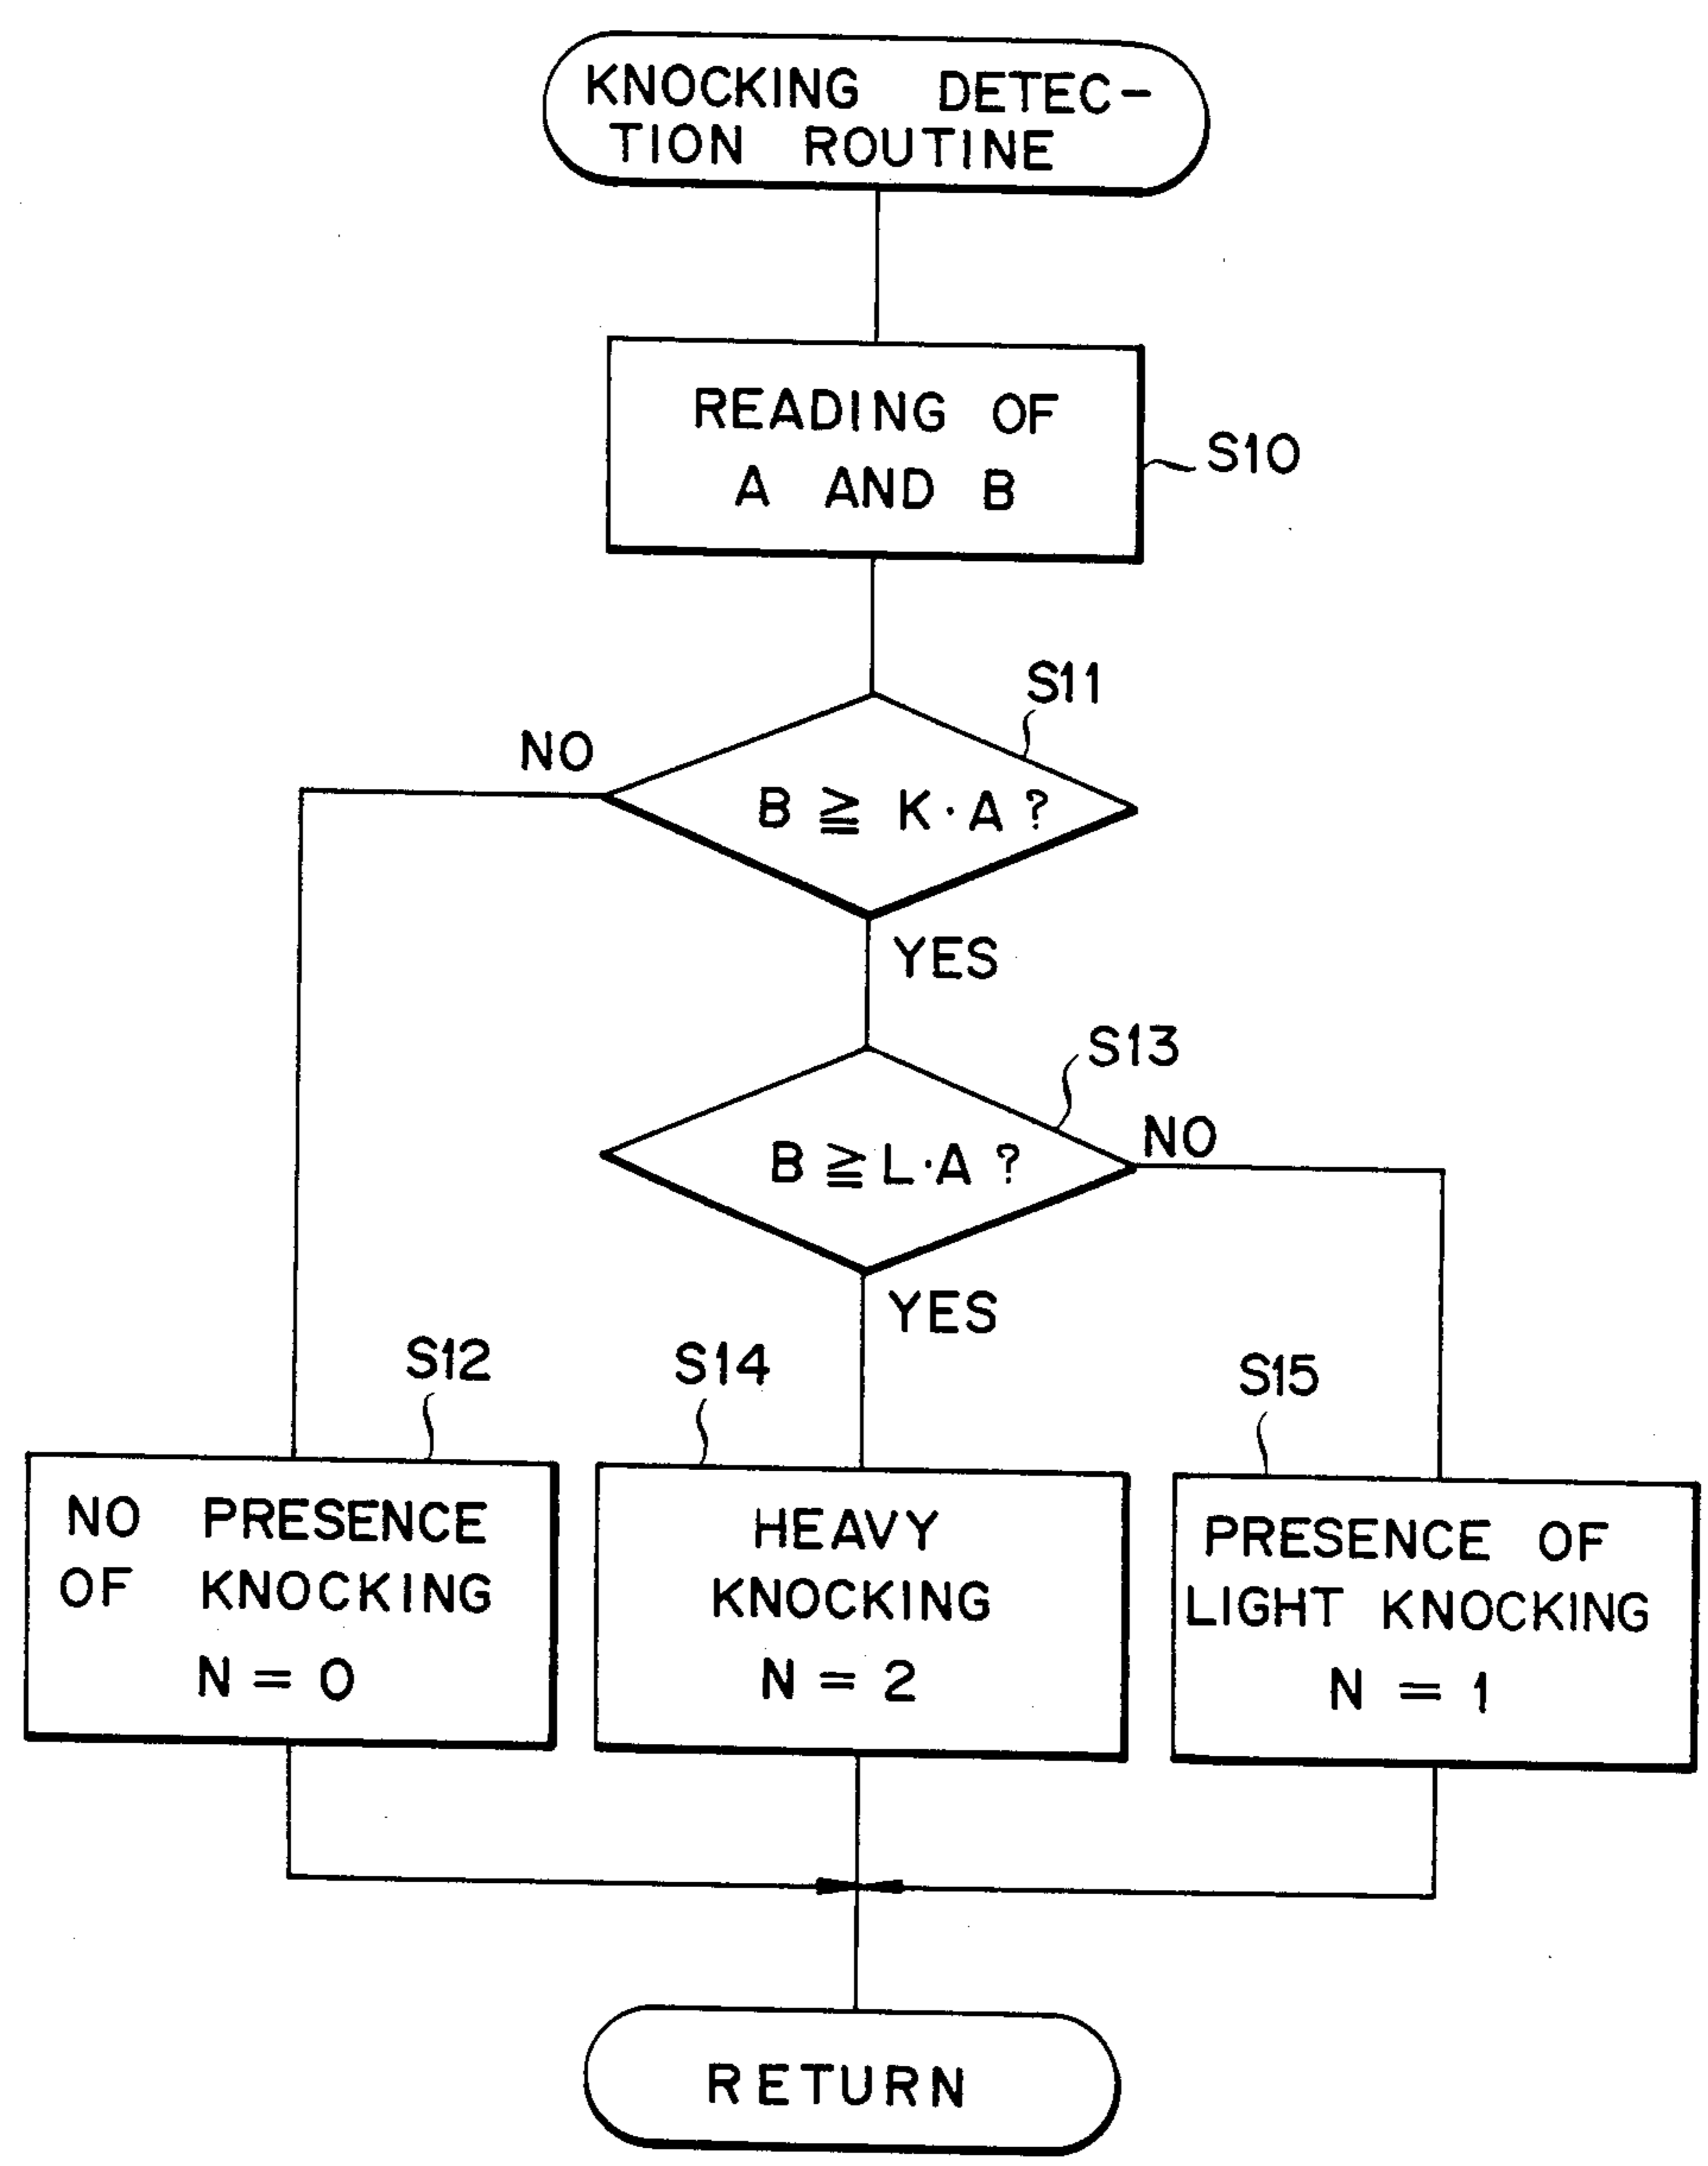 KNOCKING DETEC-
TION ROUTINE
READING OF
A AND B
S10
S11
NO
B ≧ K·A ?
YES
S13
B ≧ L·A ?
NO
YES
S12
S14
S15
NO PRESENCE
OF KNOCKING
N = 0
HEAVY
KNOCKING
N = 2
PRESENCE OF
LIGHT KNOCKING
N = 1
RETURN